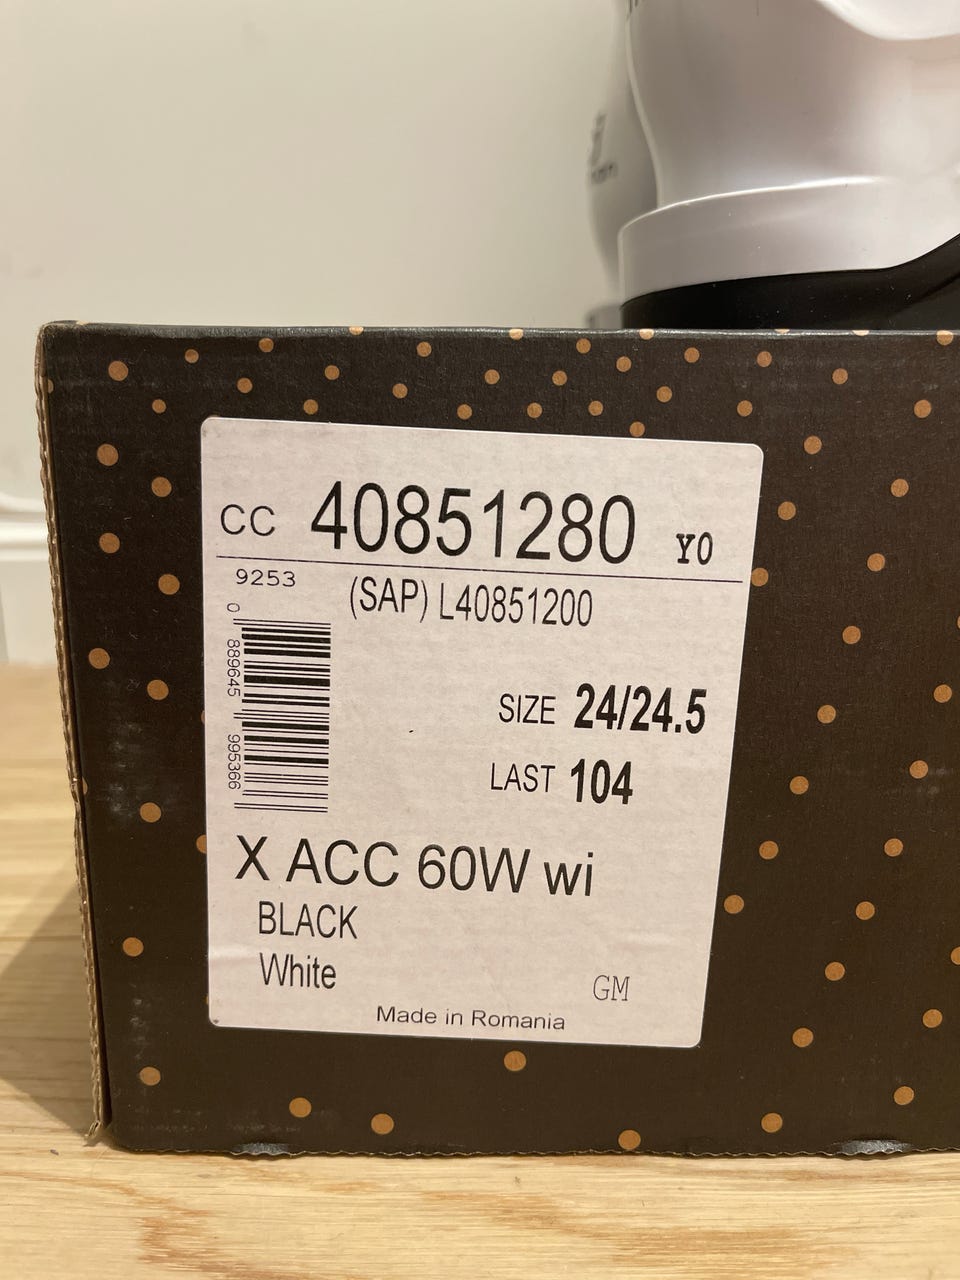 CC 40851280 YO
9253
(SAP) L40851200
0 889645 995366
SIZE 24/24.5
LAST 104
X ACC 60W wi
BLACK
White
GM
Made in Romania